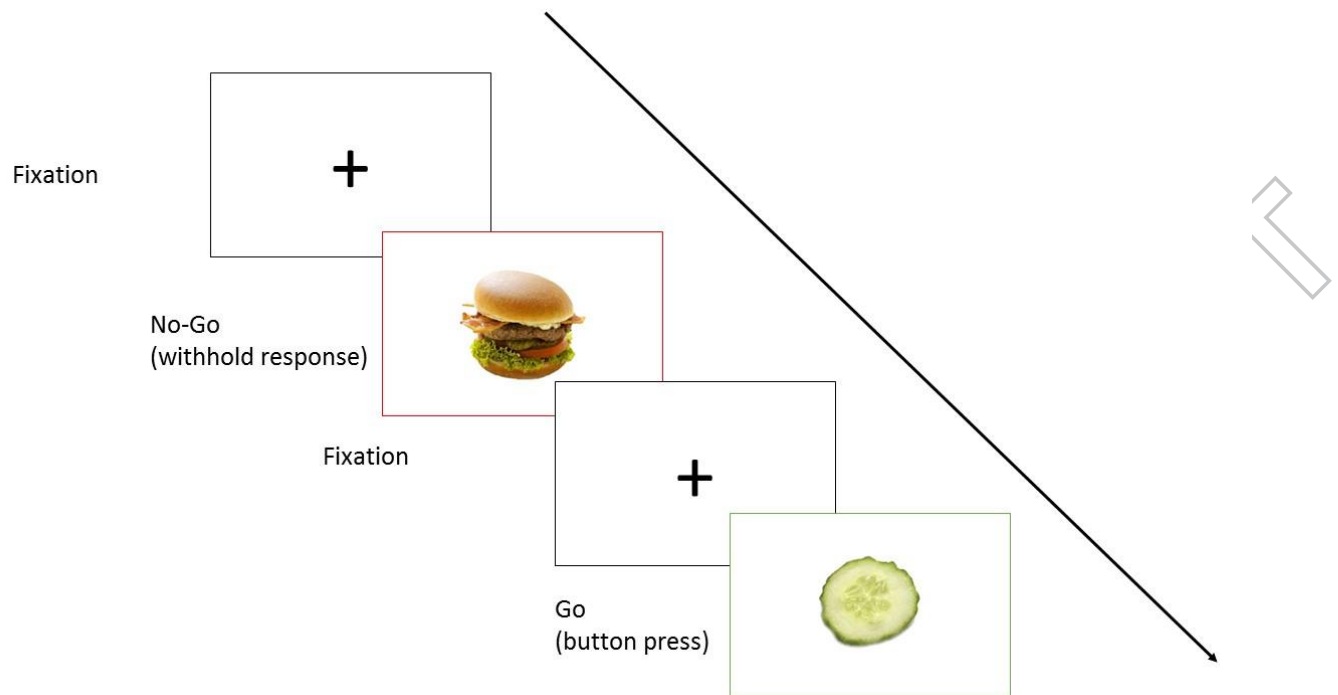 Fixation
No-Go
(withhold response)
Fixation
Go
(button press)